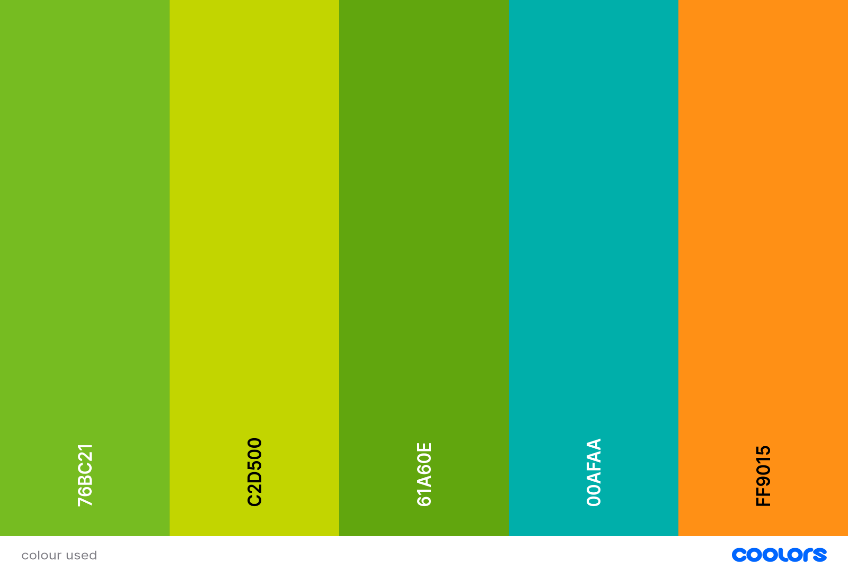 76BC21
C2D500
61A60E
00AFAA
FF9015
colour used
coolors